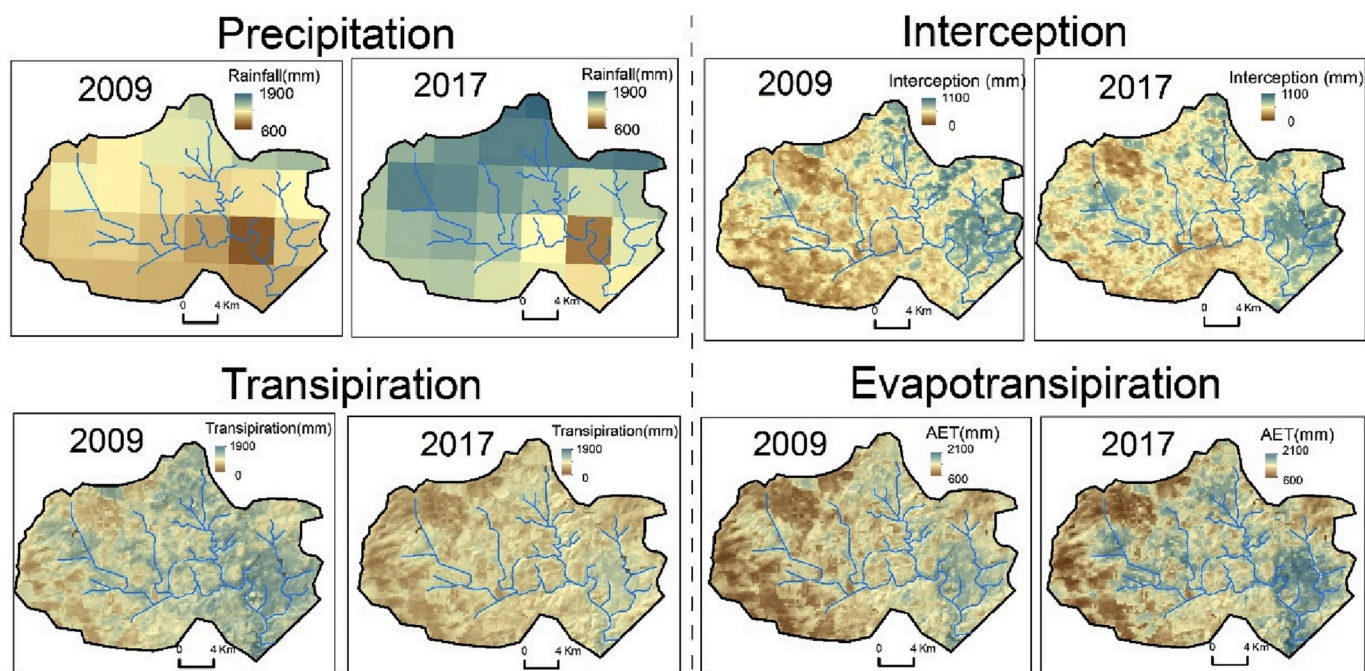 Precipitation
2009
Rainfall(mm)
1900
600
0 4 Km
2017
Rainfall(mm)
1900
600
0 4 Km
Interception
2009
Interception (mm)
1100
0
0 4 Km
2017
Interception (mm)
1100
0
0 4 Km
Transipiration
2009
Transipiration(mm)
1900
0
0 4 Km
2017
Transipiration(mm)
1900
0
0 4 Km
Evapotransipiration
2009
AET(mm)
2100
600
0 4 Km
2017
AET(mm)
2100
600
0 4 Km